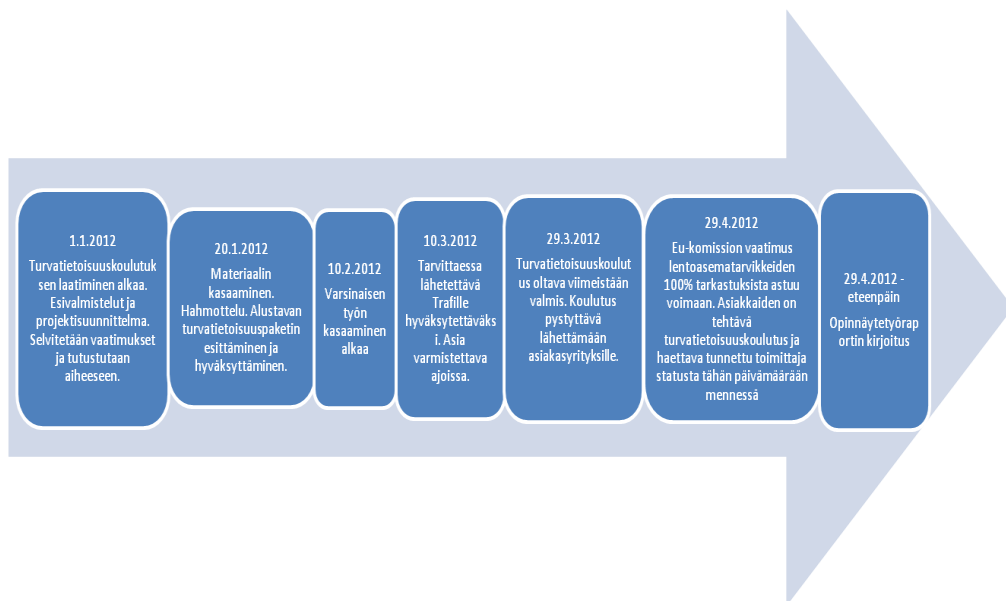 1.1.2012
Turvatietoisuuskoulutuk
sen laatiminen alkaa.
Esivalmistelut ja
projektisuunnittelma.
Selvitetään vaatimukset
ja tutustutaan
aiheeseen.
20.1.2012
Materiaalin
kasaaminen.
Hahmottelu. Alustavan
turvatietoisuuspaketin
esittäminen ja
hyväksyttäminen.
10.2.2012
Varsinaisen
työn
kasaaminen
alkaa
10.3.2012
Tarvittaessa
lähetettävä
Trafille
hyväksytettäväks
i. Asia
varmistettava
ajoissa.
29.3.2012
Turvatietoisuuskoulut
us oltava viimeistään
valmis. Koulutus
pystyttävä
lähettämään
asiakasyrityksille.
29.4.2012
Eu-komission vaatimus
lentoasematarvikkeiden
100% tarkastuksista astuu
voimaan. Asiakkaiden on
tehtävä
turvatietoisuuskoulutus ja
haettava tunnettu toimittaja
statusta tähän päivämäärään
mennessä
29.4.2012 -
eteenpäin
Opinnäytetyörap
ortin kirjoitus